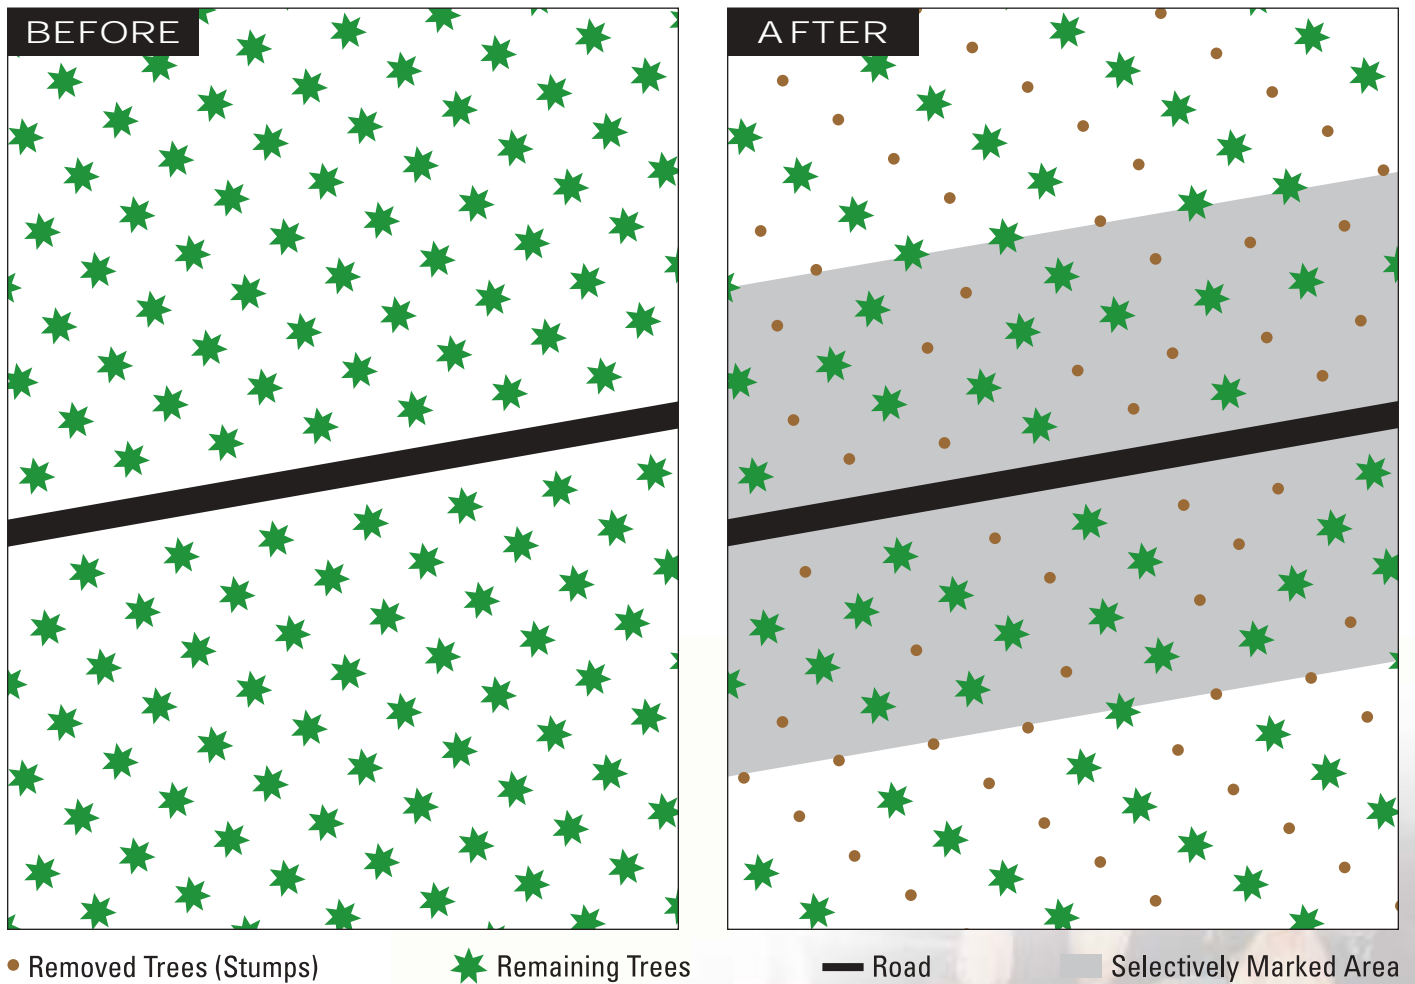 BEFORE
AFTER
Removed Trees (Stumps)
Remaining Trees
Road
Selectively Marked Area